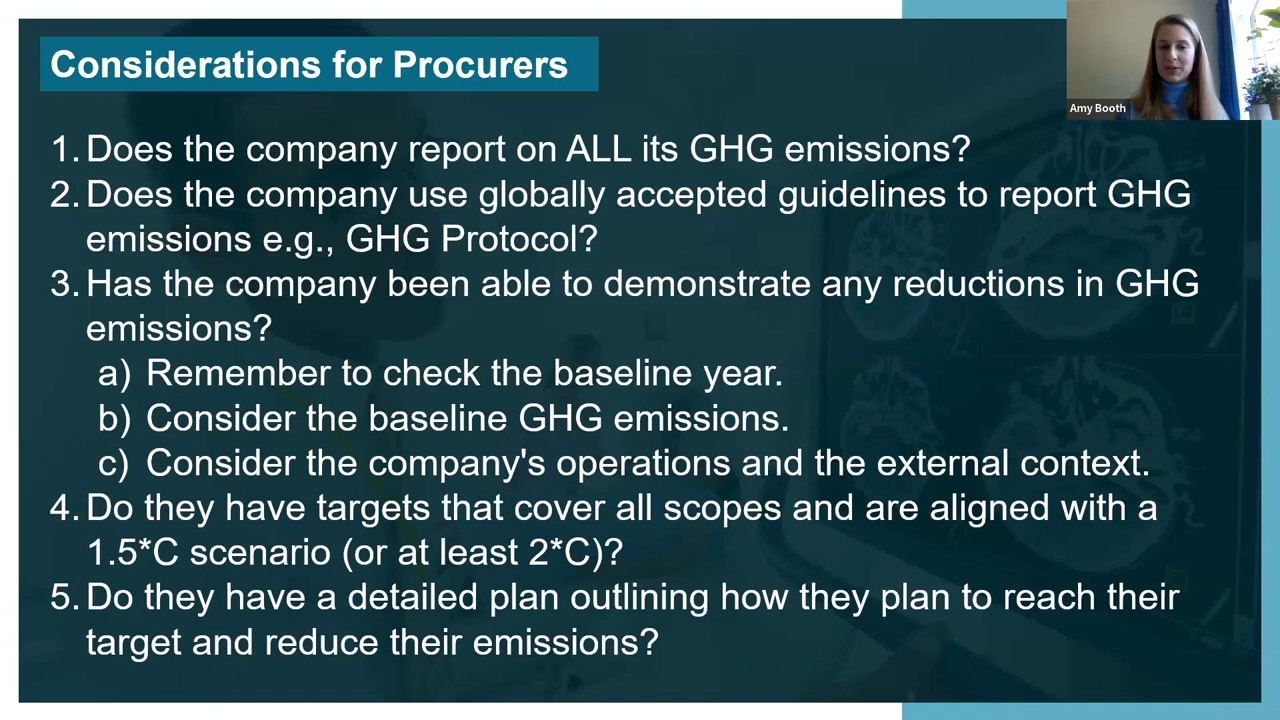 Considerations for Procurers
Amy Booth
1. Does the company report on ALL its GHG emissions?
2. Does the company use globally accepted guidelines to report GHG
emissions e.g., GHG Protocol?
3. Has the company been able to demonstrate any reductions in GHG
emissions?
a) Remember to check the baseline year.
b) Consider the baseline GHG emissions.
c) Consider the company's operations and the external context.
4. Do they have targets that cover all scopes and are aligned with a
1.5*C scenario (or at least 2*C)?
5. Do they have a detailed plan outlining how they plan to reach their
target and reduce their emissions?